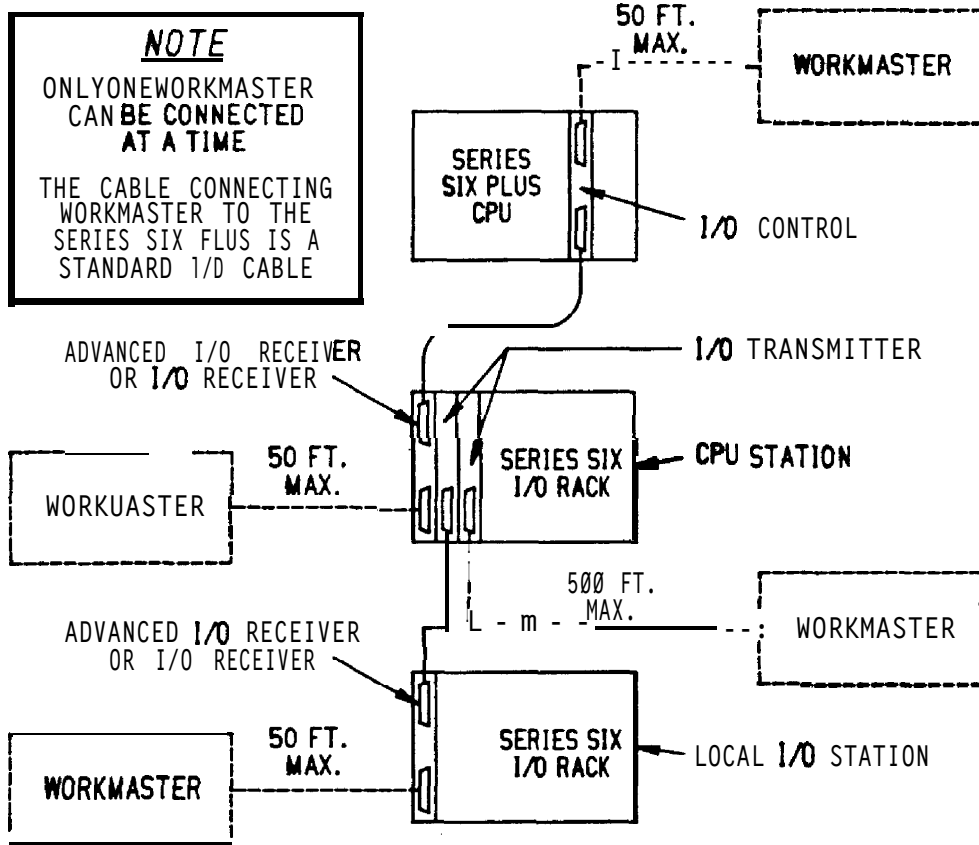 NOTE
ONLYONEWORKMASTER
CAN BE CONNECTED
AT A TIME
THE CABLE CONNECTING
WORKMASTER TO THE
SERIES SIX FLUS IS A
STANDARD 1/D CABLE
50 FT.
MAX.
WORKMASTER
SERIES
SIX PLUS
CPU
I/O CONTROL
ADVANCED I/O RECEIVER
OR I/O RECEIVER
I/O TRANSMITTER
50 FT.
MAX.
WORKUASTER
SERIES SIX
I/O RACK
CPU STATION
500 FT.
MAX.
L - m - -
WORKMASTER
ADVANCED I/O RECEIVER
OR I/O RECEIVER
50 FT.
MAX.
WORKMASTER
SERIES SIX
I/O RACK
LOCAL I/O STATION